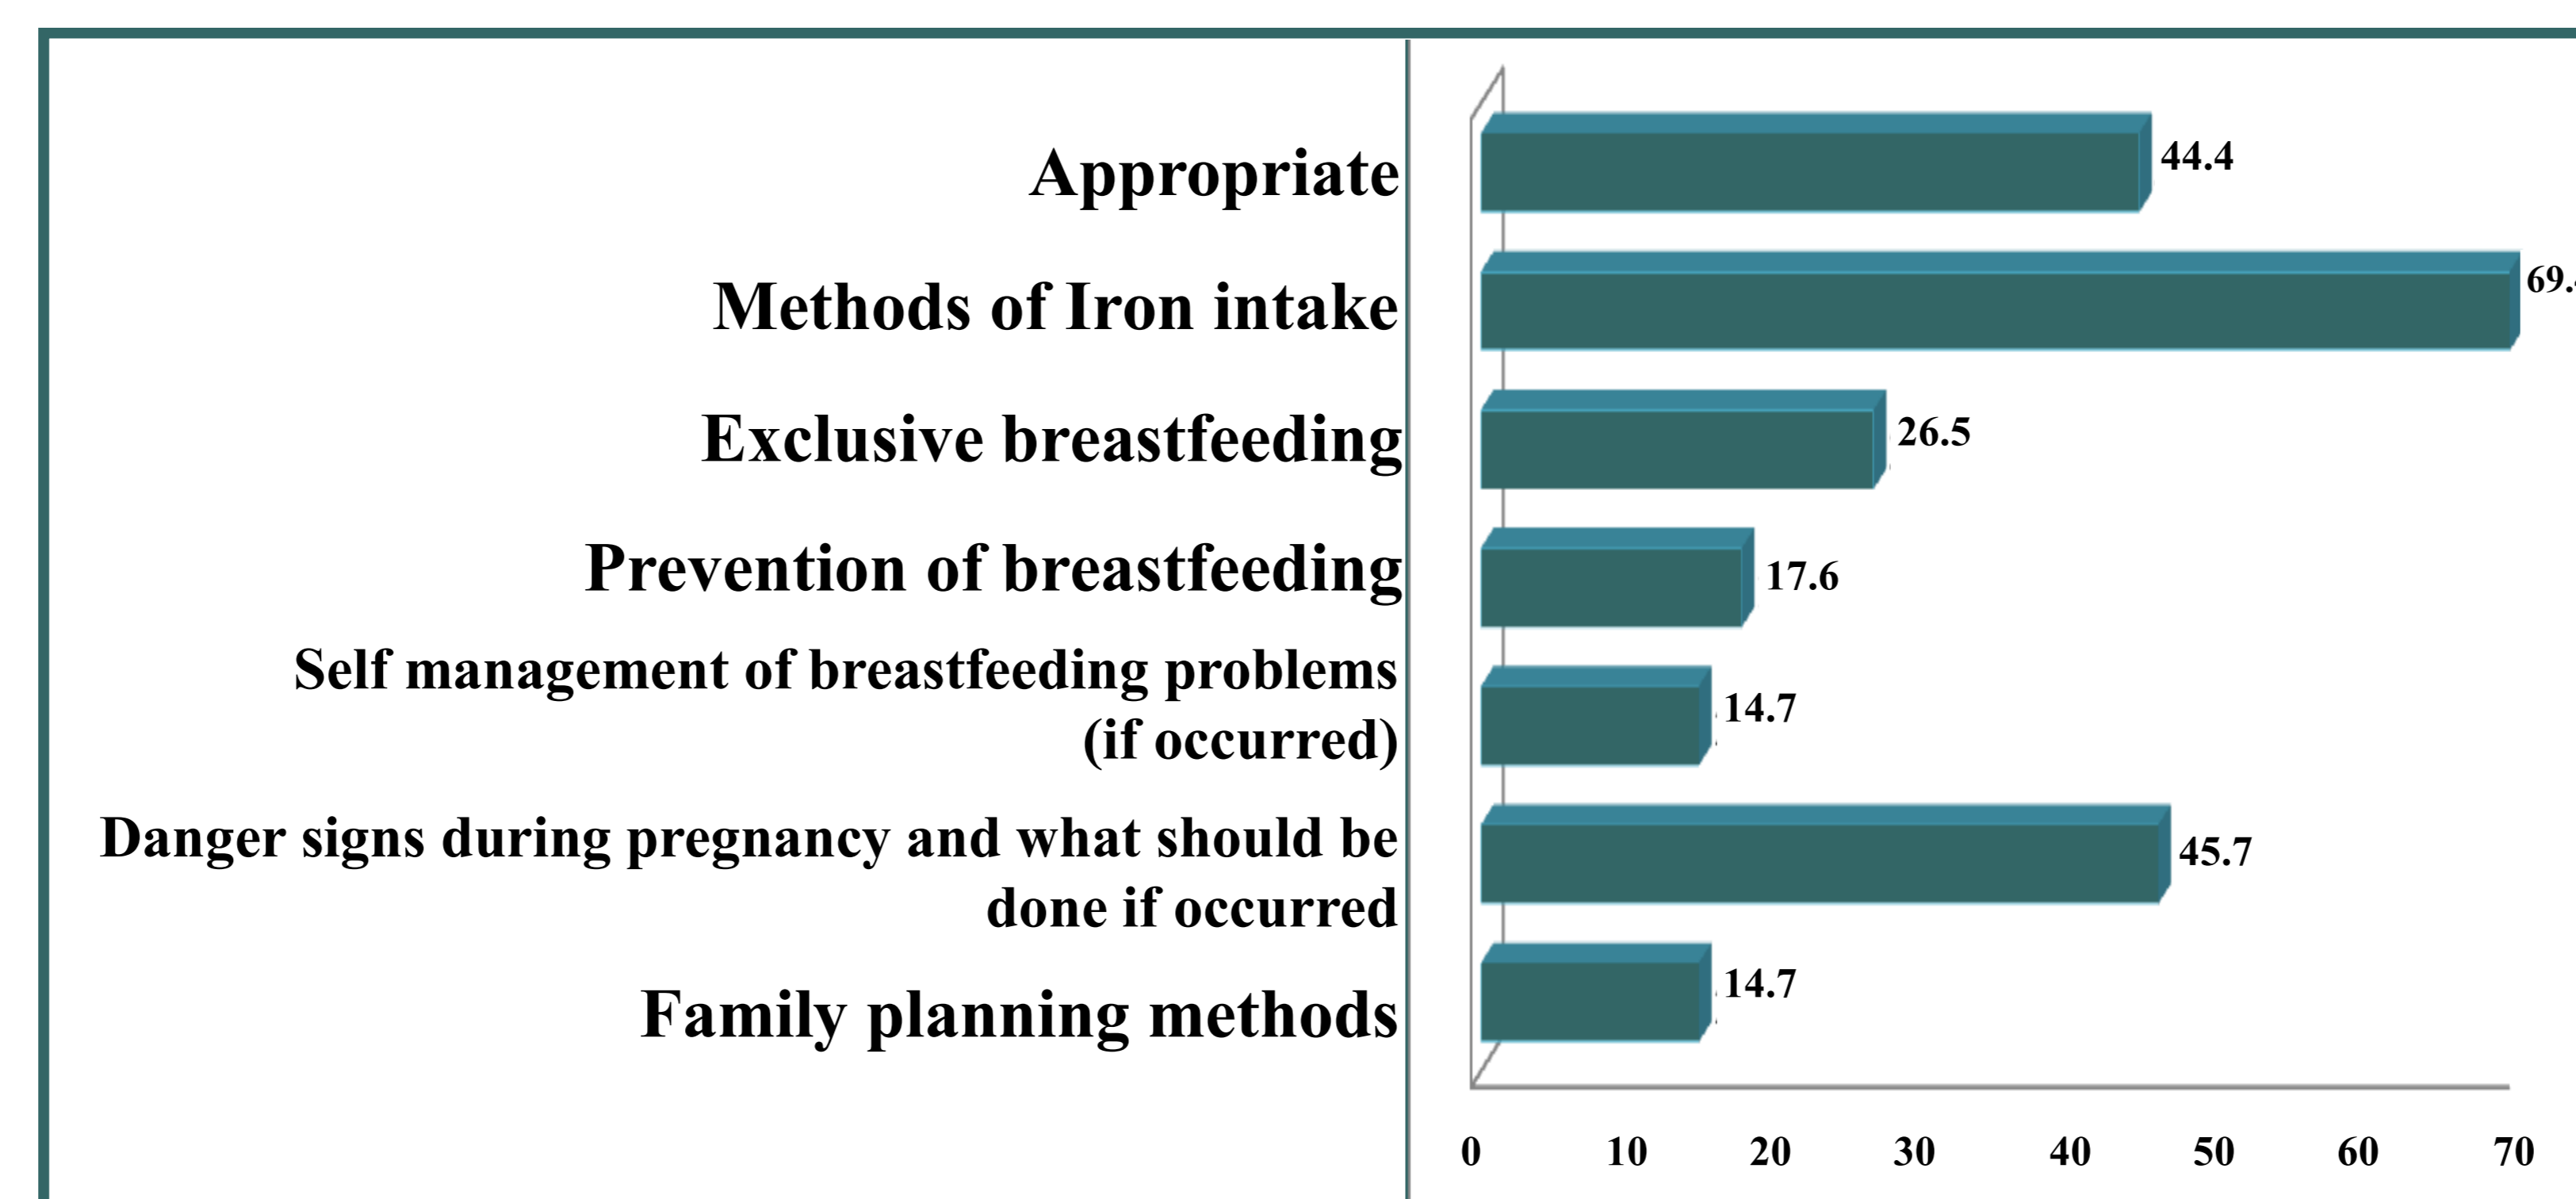 Appropriate
44.4
Methods of Iron intake
69.
Exclusive breastfeeding
26.5
Prevention of breastfeeding
17.6
Self management of breastfeeding problems
(if occurred)
14.7
Danger signs during pregnancy and what should be
done if occurred
45.7
Family planning methods
14.7
0 10 20 30 40 50 60 70